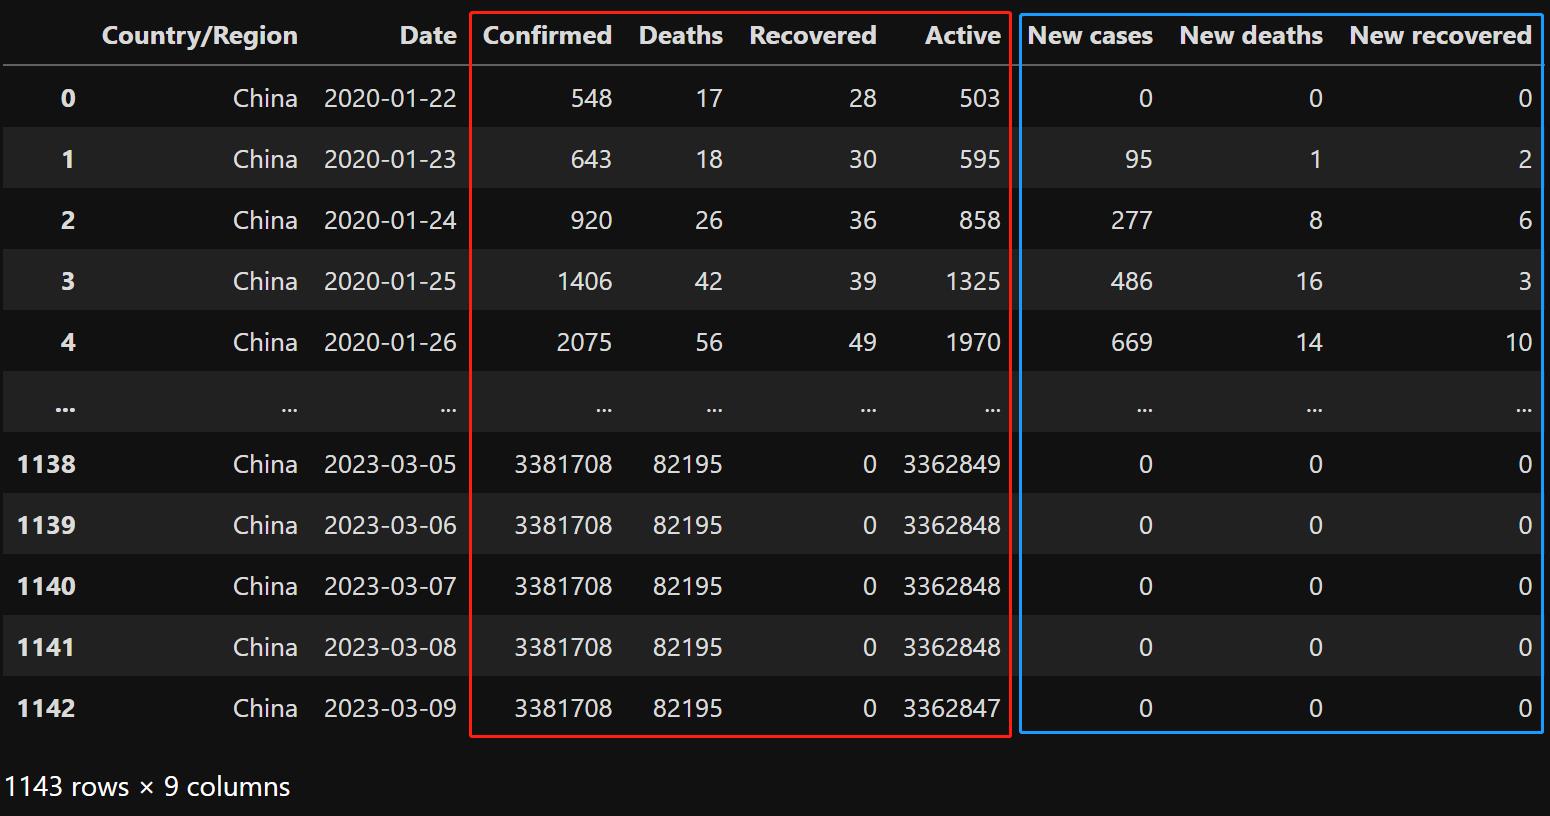 Country/Region Date Confirmed Deaths Recovered Active New cases New deaths New recovered
0 China 2020-01-22 548 17 28 503 0 0 0
1 China 2020-01-23 643 18 30 595 95 1 2
2 China 2020-01-24 920 26 36 858 277 8 6
3 China 2020-01-25 1406 42 39 1325 486 16 3
4 China 2020-01-26 2075 56 49 1970 669 14 10
... ... ... ... ... ... ... ... ... ...
1138 China 2023-03-05 3381708 82195 0 3362849 0 0 0
1139 China 2023-03-06 3381708 82195 0 3362848 0 0 0
1140 China 2023-03-07 3381708 82195 0 3362848 0 0 0
1141 China 2023-03-08 3381708 82195 0 3362848 0 0 0
1142 China 2023-03-09 3381708 82195 0 3362847 0 0 0
1143 rows × 9 columns